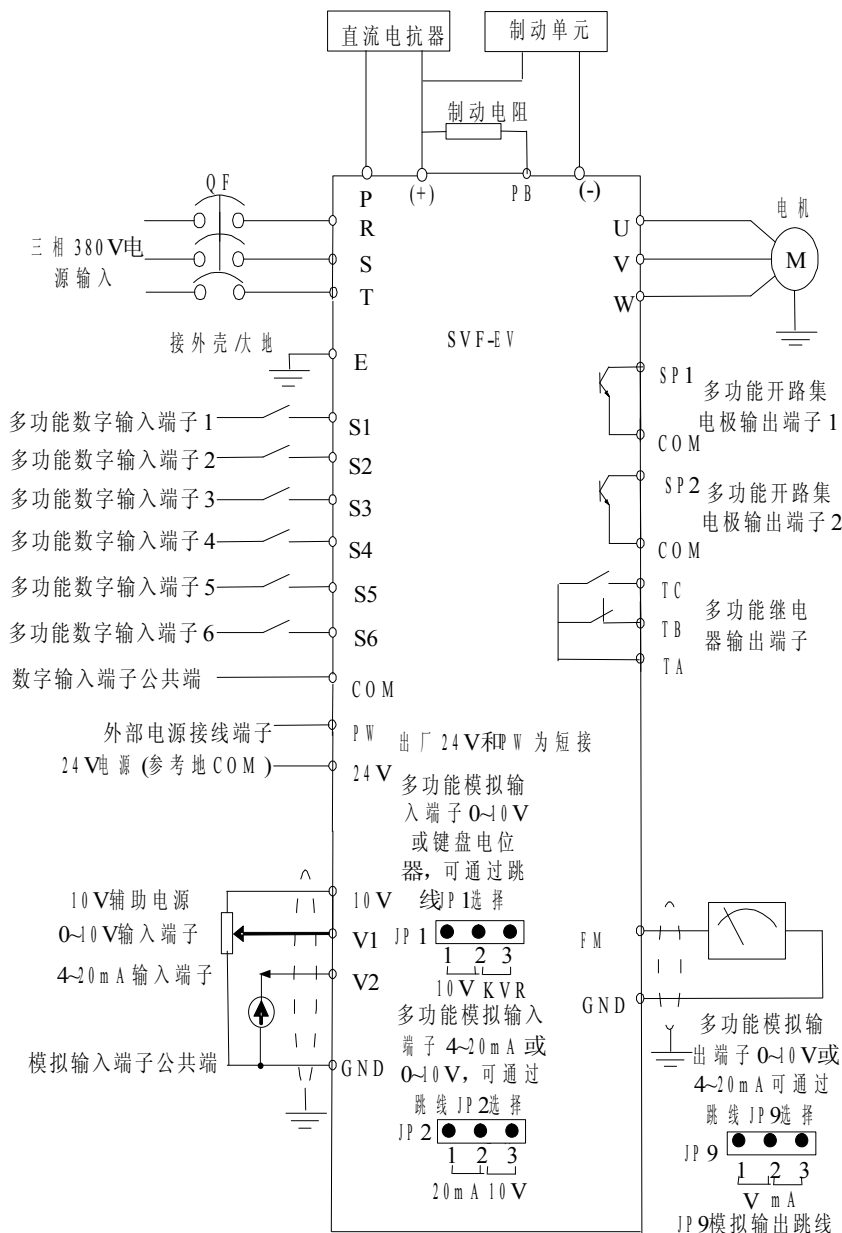 直流电抗器
制动单元
制动电阻
P
(+)
PB
(-)
QF
三相380V电
源输入
R
S
T
接外壳/大地
E
U
V
W
电机
M
SVF-EV
多功能数字输入端子1
S1
多功能数字输入端子2
S2
多功能数字输入端子3
S3
多功能数字输入端子4
S4
多功能数字输入端子5
S5
多功能数字输入端子6
S6
数字输入端子公共端
COM
外部电源接线端子
PW
24V电源(参考地COM)
24V
出厂24V和PW为短接
SP1
多功能开路集
电极输出端子1
COM
SP2
多功能开路集
电极输出端子2
COM
TC
TB
TA
多功能继电
器输出端子
多功能模拟输
入端子0~10V
或键盘电位
器，可通过跳
线JP1选择
10V辅助电源
10V
0~10V输入端子
V1
4~20mA输入端子
V2
模拟输入端子公共端
GND
JP1
1 2 3
10V KVR
多功能模拟输入
端子4~20mA或
0~10V，可通过
跳线JP2选择
JP2
1 2 3
20mA 10V
FM
GND
多功能模拟输
出端子0~10V或
4~20mA可通过
跳线JP9选择
JP9
1 2 3
V mA
JP9模拟输出跳线